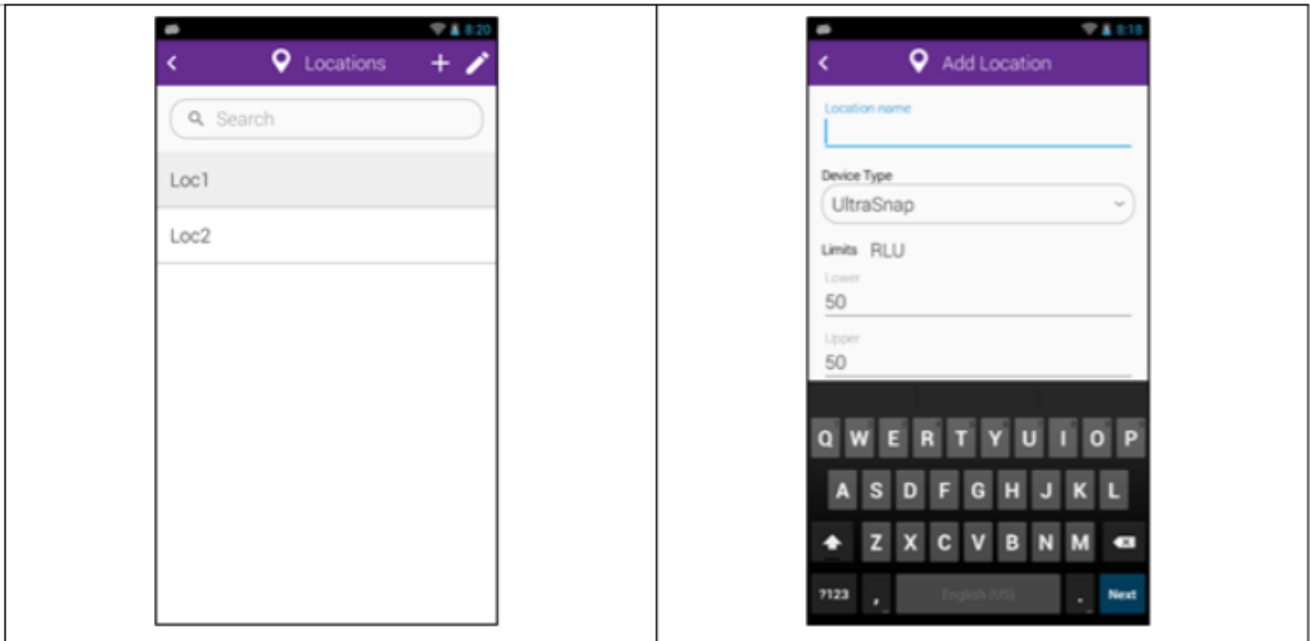 8:20
Locations
Search
Loc1
Loc2
8:18
Add Location
Location name
Device Type
UltraSnap
Limits RLU
Lower
50
Upper
50
Q W E R T Y U I O P
A S D F G H J K L
Z X C V B N M
?123 , English (US) . Next